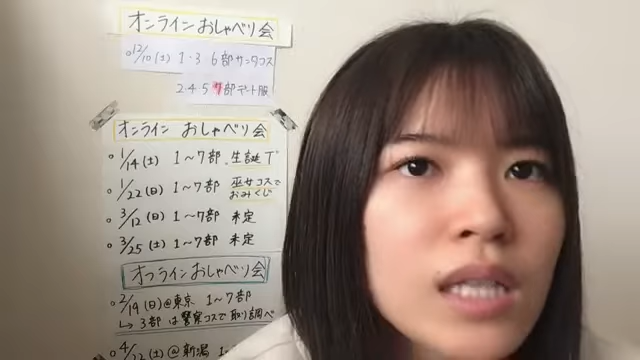 オンラインおしゃべり会
○12/10(土) 1・3 6部 サンタコス
2・4・5 7部 デート服
オンライン おしゃべり会
○1/14(土) 1〜7部 生誕T
○1/22(日) 1〜7部 巫女コスで
おみくじ
○3/12(日) 1〜7部 未定
○3/25(土) 1〜7部 未定
オフラインおしゃべり会
○2/19(日)@東京 1〜7部
↳3部は警察コスで取り調べ
(土)@新潟